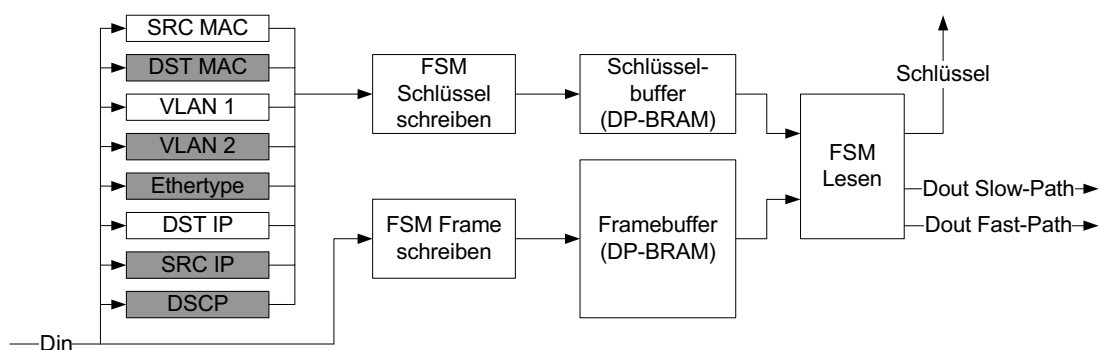 SRC MAC
DST MAC
VLAN 1
VLAN 2
Ethertype
DST IP
SRC IP
DSCP
Din
FSM
Schlüssel
schreiben
FSM Frame
schreiben
Schlüssel-
buffer
(DP-BRAM)
Framebuffer
(DP-BRAM)
FSM
Lesen
Schlüssel
Dout Slow-Path
Dout Fast-Path